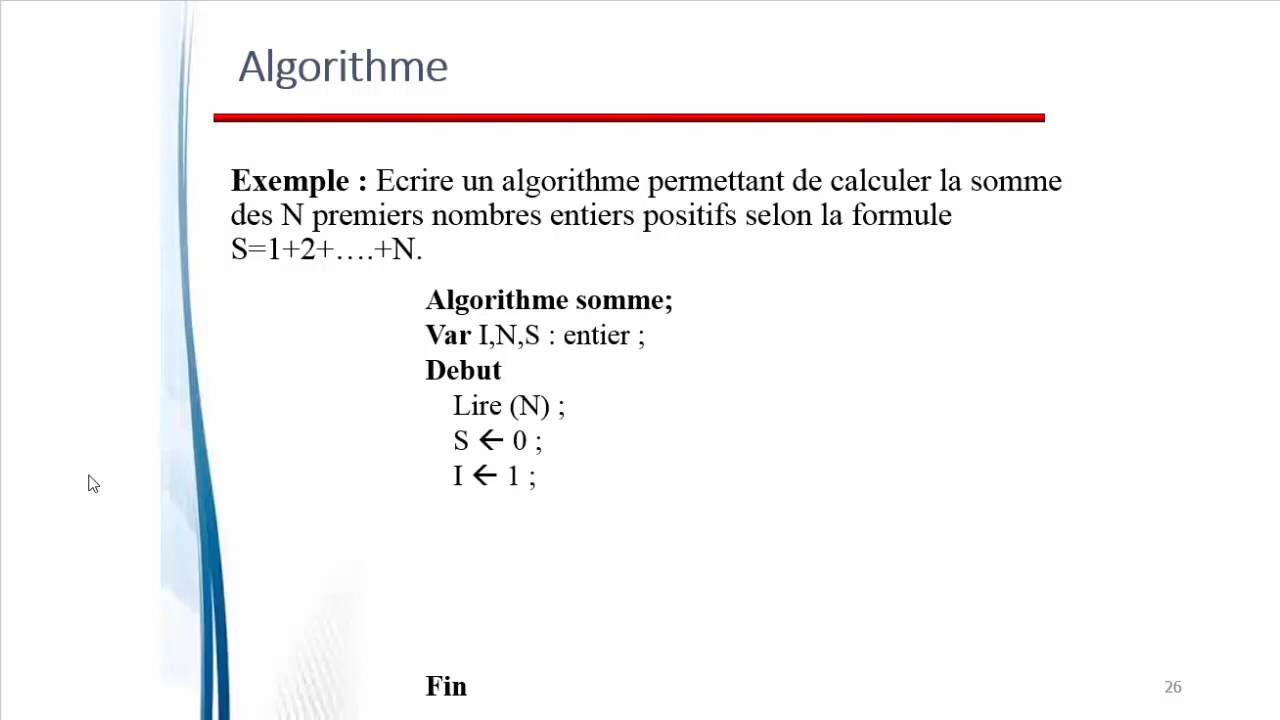 Algorithme
Exemple : Ecrire un algorithme permettant de calculer la somme
des N premiers nombres entiers positifs selon la formule
S=1+2+….+N.
Algorithme somme;
Var I,N,S : entier ;
Debut
Lire (N) ;
S 🡨 0 ;
I 🡨 1 ;
Fin
26